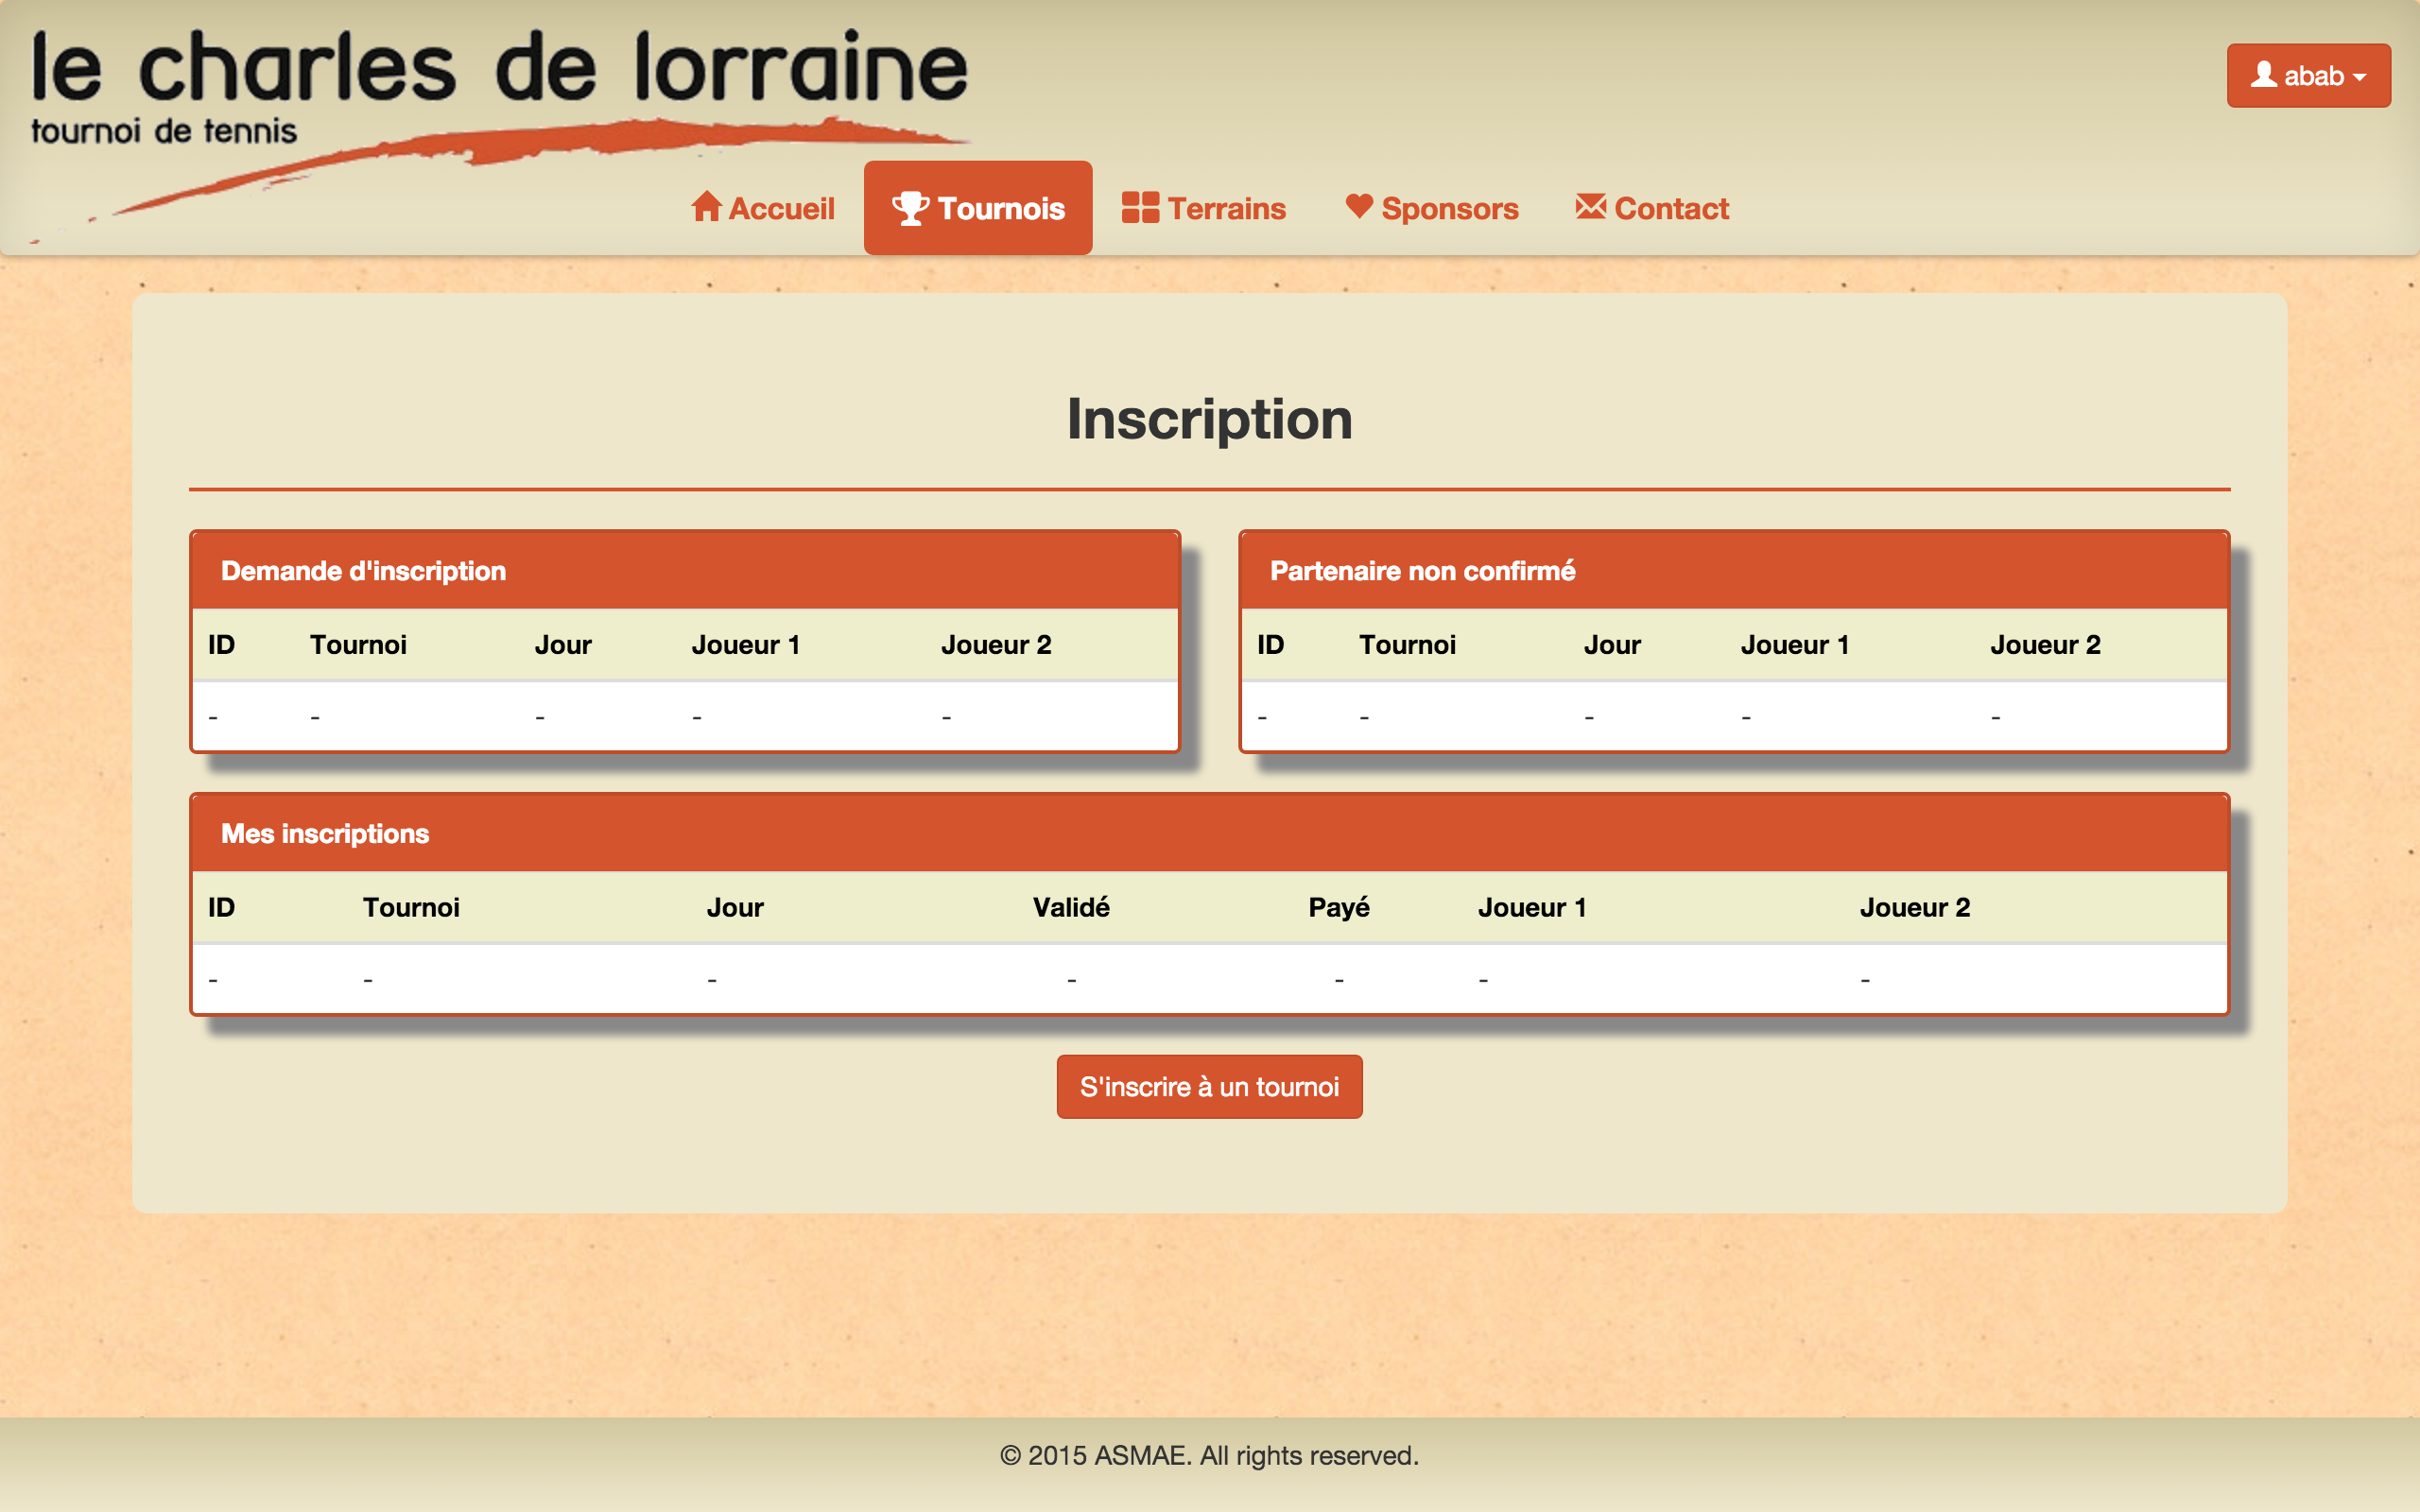 le charles de lorraine
tournoi de tennis
abab
Accueil Tournois Terrains Sponsors Contact
Inscription
Demande d'inscription
ID Tournoi Jour Joueur 1 Joueur 2
- - - - -
Partenaire non confirmé
ID Tournoi Jour Joueur 1 Joueur 2
- - - - -
Mes inscriptions
ID Tournoi Jour Validé Payé Joueur 1 Joueur 2
- - - - - - -
S'inscrire à un tournoi
© 2015 ASMAE. All rights reserved.